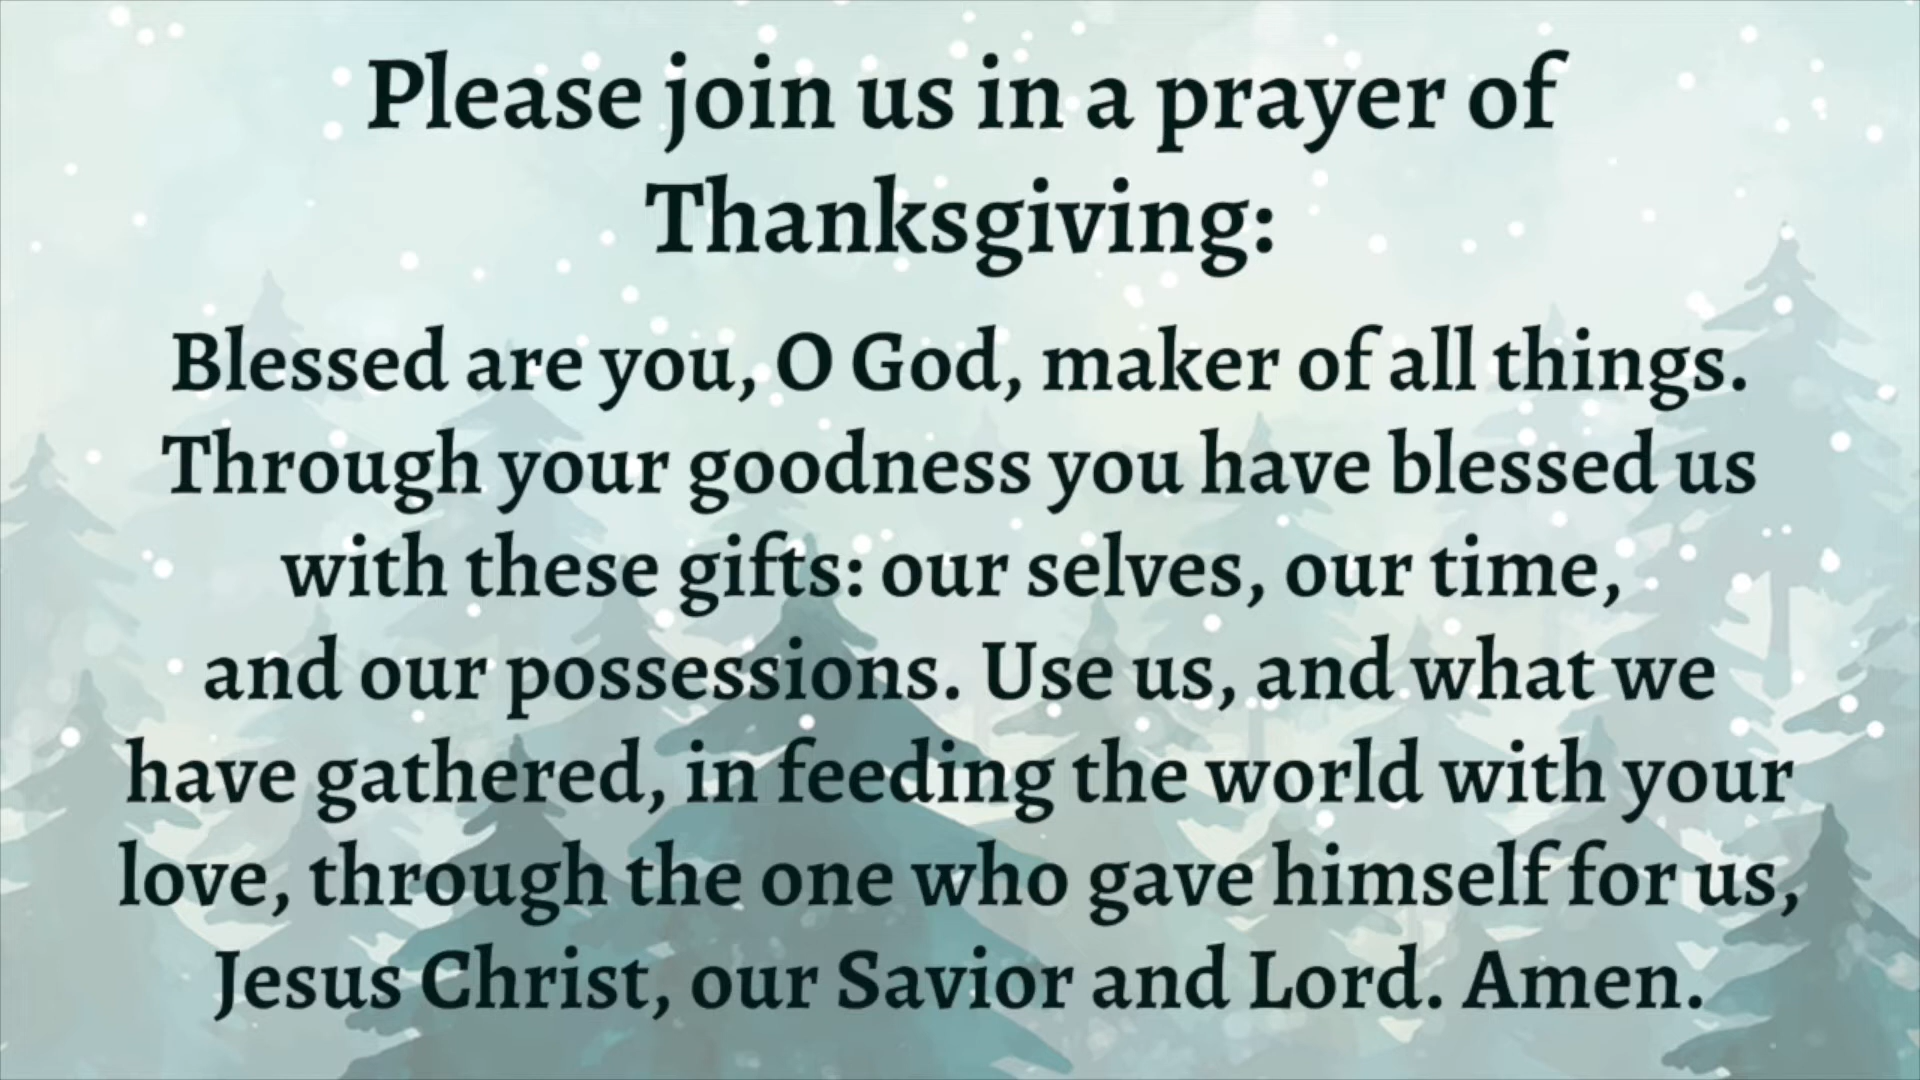 Please join us in a prayer of
Thanksgiving:
Blessed are you, O God, maker of all things.
Through your goodness you have blessed us
with these gifts: our selves, our time,
and our possessions. Use us, and what we
have gathered, in feeding the world with your
love, through the one who gave himself for us,
Jesus Christ, our Savior and Lord. Amen.